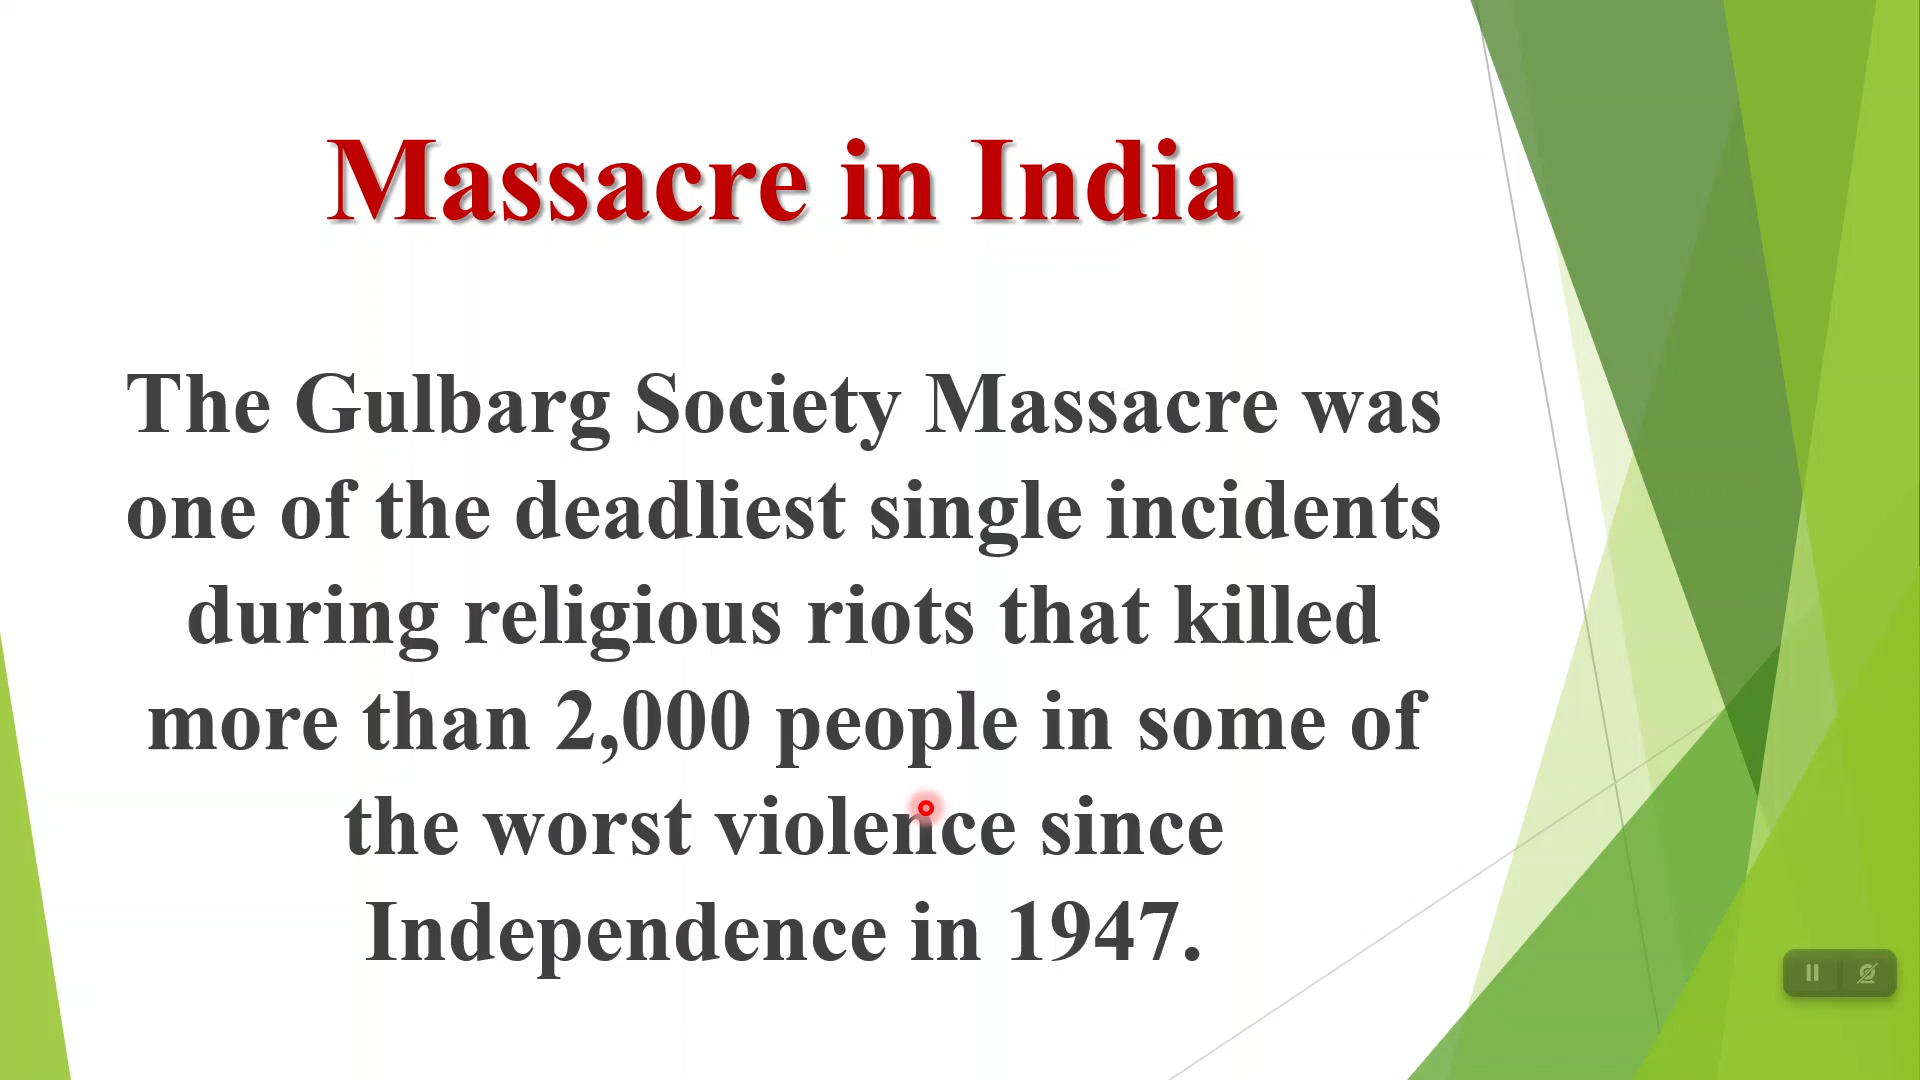 Massacre in India
The Gulbarg Society Massacre was
one of the deadliest single incidents
during religious riots that killed
more than 2,000 people in some of
the worst violence since
Independence in 1947.